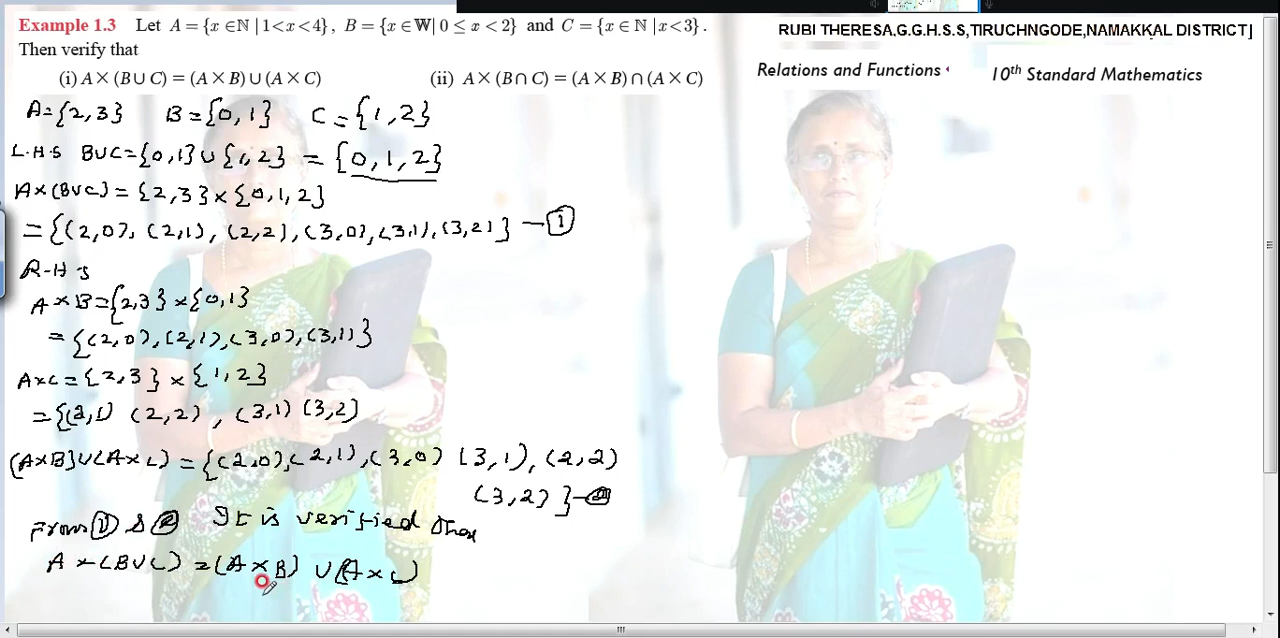 Example 1.3 Let A = {x ∈ ℕ | 1 < x < 4}, B = {x ∈ 𝕎 | 0 ≤ x < 2} and C = {x ∈ ℕ | x < 3}.
Then verify that
(i) A × (B ∪ C) = (A × B) ∪ (A × C) (ii) A × (B ∩ C) = (A × B) ∩ (A × C)
RUBI THERESA,G.G.H.S.S,TIRUCHNGODE,NAMAKKAL DISTRICT]
Relations and Functions 10th Standard Mathematics
A = {2,3} B = {0,1} C = {1,2}
L.H.S B∪C = {0,1} ∪ {1,2} = {0,1,2}
A×(B∪C) = {2,3} × {0,1,2}
= {(2,0), (2,1), (2,2), (3,0), (3,1), (3,2)} — ①
R-H-S
A × B = {2,3} × {0,1}
= {(2,0), (2,1), (3,0), (3,1)}
A×C = {2,3} × {1,2}
= {(2,1) (2,2) , (3,1) (3,2)
(A×B)∪(A×C) = {(2,0), (2,1), (3,0) (3,1), (2,2)
(3,2)} — ②
From ① & ② It is verified that
A × (B∪C) = (A × B) ∪ (A × C)